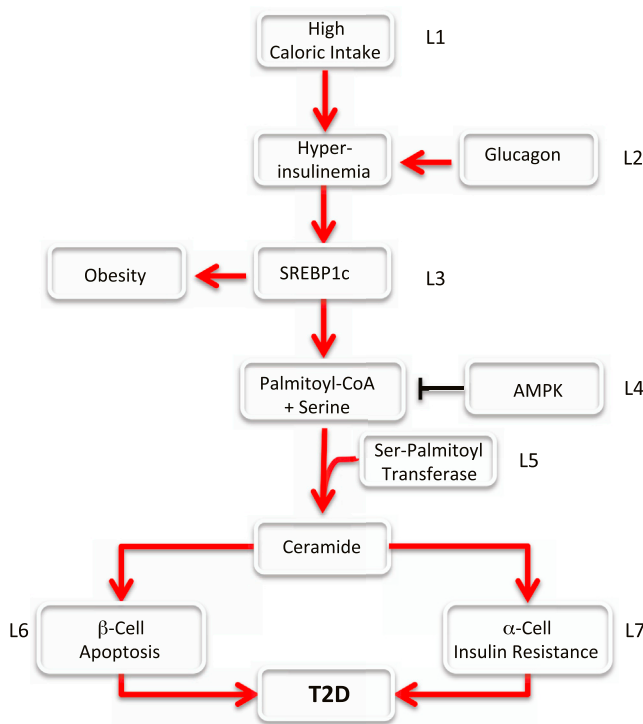 High
Caloric Intake
L1
Hyper-
insulinemia
Glucagon
L2
Obesity
SREBP1c
L3
Palmitoyl-CoA
+ Serine
AMPK
L4
Ser-Palmitoyl
Transferase
L5
Ceramide
L6
β-Cell
Apoptosis
α-Cell
Insulin Resistance
L7
T2D